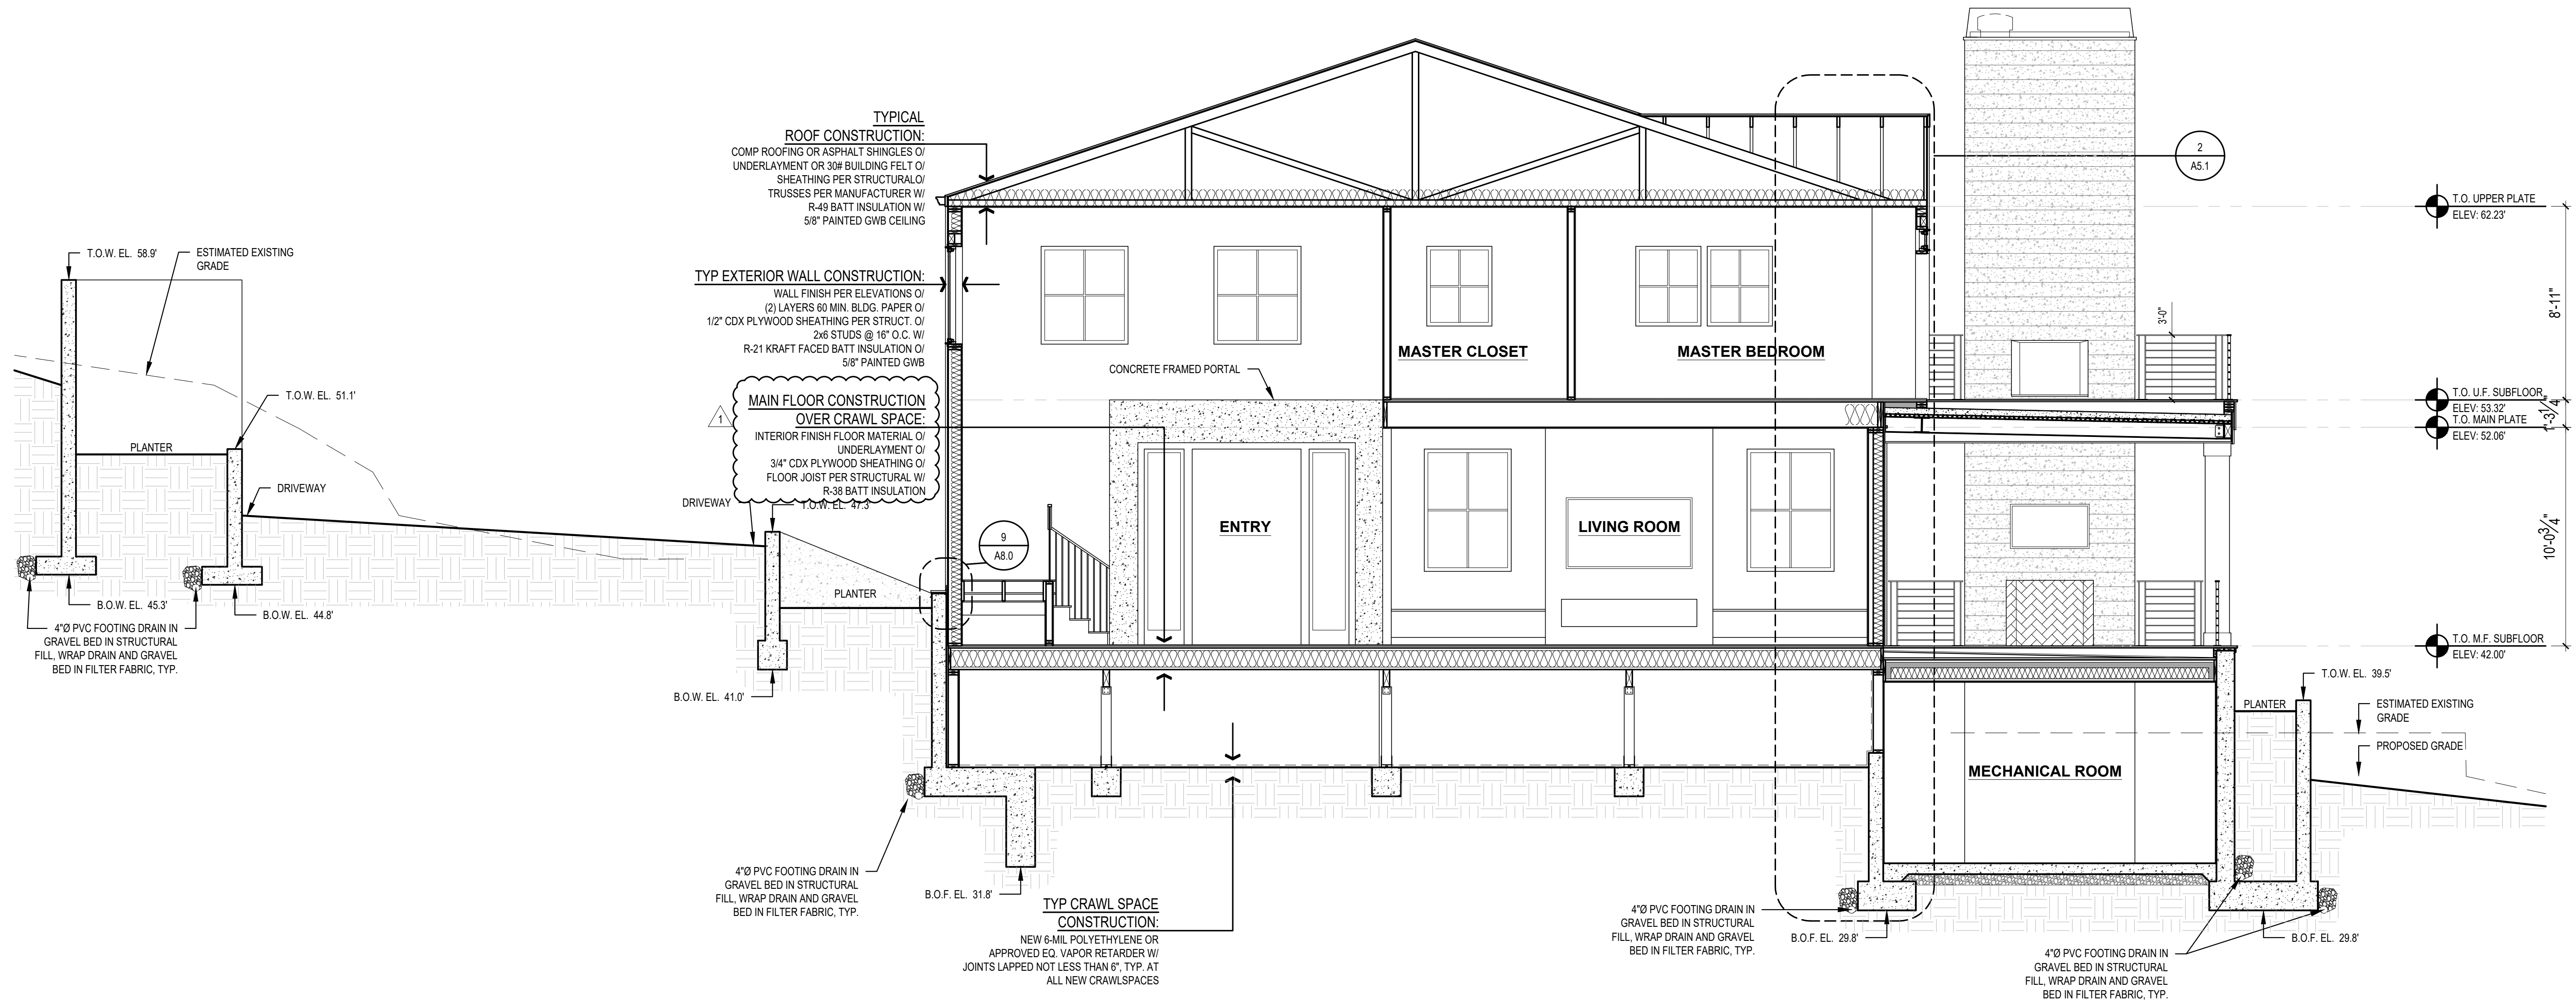 TYPICAL
ROOF CONSTRUCTION:
COMP ROOFING OR ASPHALT SHINGLES O/
UNDERLAYMENT OR 30# BUILDING FELT O/
SHEATHING PER STRUCTURALO/
TRUSSES PER MANUFACTURER W/
R-49 BATT INSULATION W/
5/8" PAINTED GWB CEILING
2
A5.1
T.O. UPPER PLATE
ELEV: 62.23'
T.O.W. EL. 58.9'
ESTIMATED EXISTING
GRADE
TYP EXTERIOR WALL CONSTRUCTION:
WALL FINISH PER ELEVATIONS O/
(2) LAYERS 60 MIN. BLDG. PAPER O/
1/2" CDX PLYWOOD SHEATHING PER STRUCT. O/
2x6 STUDS @ 16" O.C. W/
R-21 KRAFT FACED BATT INSULATION O/
5/8" PAINTED GWB
8'-11"
3'-0"
MASTER CLOSET
MASTER BEDROOM
CONCRETE FRAMED PORTAL
T.O.W. EL. 51.1'
1
MAIN FLOOR CONSTRUCTION
OVER CRAWL SPACE:
INTERIOR FINISH FLOOR MATERIAL O/
UNDERLAYMENT O/
3/4" CDX PLYWOOD SHEATHING O/
FLOOR JOIST PER STRUCTURAL W/
R-38 BATT INSULATION
T.O. U.F. SUBFLOOR
ELEV: 53.32'
T.O. MAIN PLATE
ELEV: 52.06'
1'-3 1/4"
PLANTER
DRIVEWAY
DRIVEWAY
T.O.W. EL. 47.3'
9
A8.0
ENTRY
LIVING ROOM
10'-0 3/4"
PLANTER
B.O.W. EL. 45.3'
B.O.W. EL. 44.8'
4"Ø PVC FOOTING DRAIN IN
GRAVEL BED IN STRUCTURAL
FILL, WRAP DRAIN AND GRAVEL
BED IN FILTER FABRIC, TYP.
T.O. M.F. SUBFLOOR
ELEV: 42.00'
B.O.W. EL. 41.0'
T.O.W. EL. 39.5'
PLANTER
ESTIMATED EXISTING
GRADE
PROPOSED GRADE
MECHANICAL ROOM
4"Ø PVC FOOTING DRAIN IN
GRAVEL BED IN STRUCTURAL
FILL, WRAP DRAIN AND GRAVEL
BED IN FILTER FABRIC, TYP.
B.O.F. EL. 31.8'
TYP CRAWL SPACE
CONSTRUCTION:
NEW 6-MIL POLYETHYLENE OR
APPROVED EQ. VAPOR RETARDER W/
JOINTS LAPPED NOT LESS THAN 6", TYP. AT
ALL NEW CRAWLSPACES
4"Ø PVC FOOTING DRAIN IN
GRAVEL BED IN STRUCTURAL
FILL, WRAP DRAIN AND GRAVEL
BED IN FILTER FABRIC, TYP.
B.O.F. EL. 29.8'
4"Ø PVC FOOTING DRAIN IN
GRAVEL BED IN STRUCTURAL
FILL, WRAP DRAIN AND GRAVEL
BED IN FILTER FABRIC, TYP.
B.O.F. EL. 29.8'